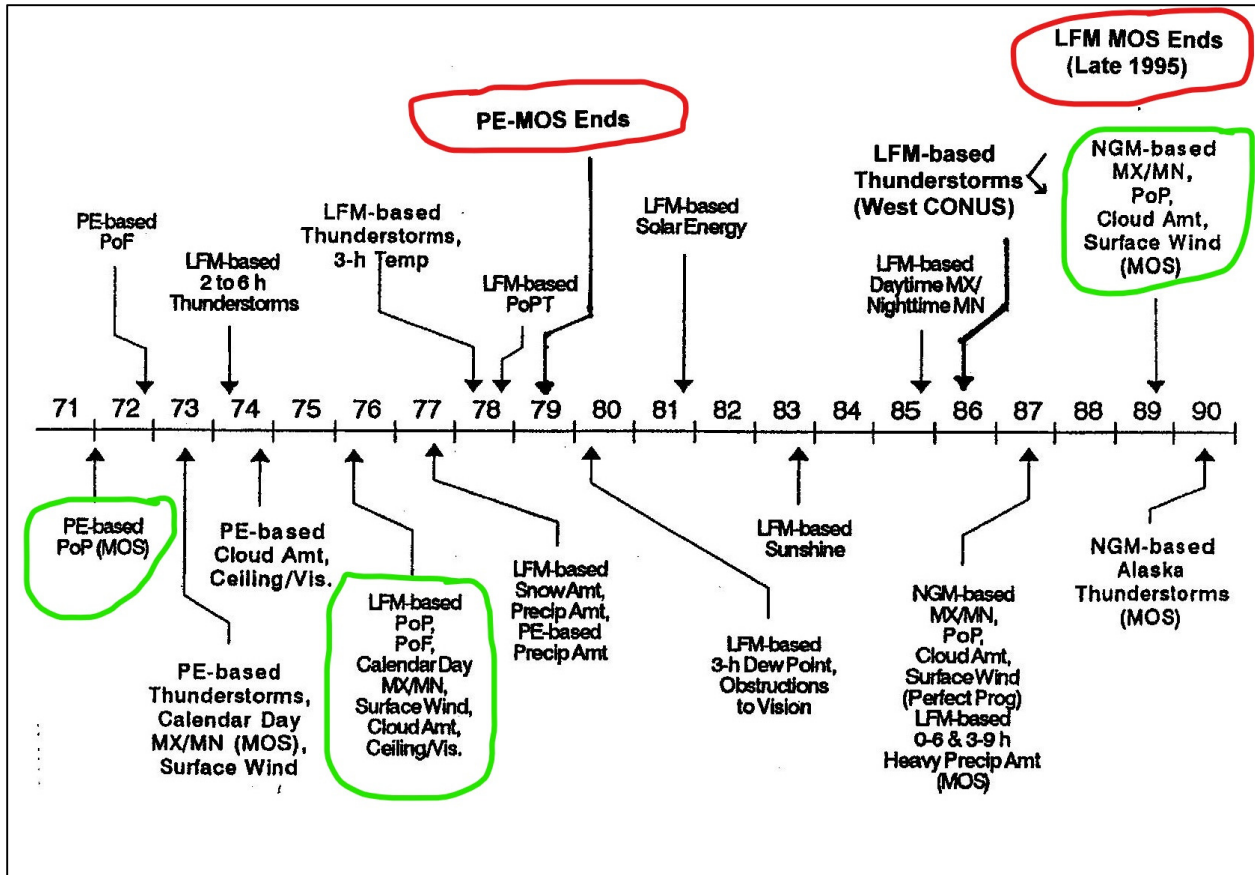 LFM MOS Ends
(Late 1995)
PE-MOS Ends
NGM-based
MX/MN,
PoP,
Cloud Amt,
Surface Wind
(MOS)
LFM-based
Thunderstorms
(West CONUS)
PE-based
PoF
LFM-based
2 to 6 h
Thunderstorms
LFM-based
Thunderstorms,
3-h Temp
LFM-based
PoPT
LFM-based
Solar Energy
LFM-based
Daytime MX/
Nighttime MN
71 72 73 74 75 76 77 78 79 80 81 82 83 84 85 86 87 88 89 90
PE-based
PoP (MOS)
PE-based
Thunderstorms,
Calendar Day
MX/MN (MOS),
Surface Wind
PE-based
Cloud Amt,
Ceiling/Vis.
LFM-based
PoP,
PoF,
Calendar Day
MX/MN,
Surface Wind,
Cloud Amt,
Ceiling/Vis.
LFM-based
Snow Amt,
Precip Amt,
PE-based
Precip Amt
LFM-based
3-h Dew Point,
Obstructions
to Vision
LFM-based
Sunshine
NGM-based
MX/MN,
PoP,
Cloud Amt,
Surface Wind
(Perfect Prog)
LFM-based
0-6 & 3-9 h
Heavy Precip Amt
(MOS)
NGM-based
Alaska
Thunderstorms
(MOS)